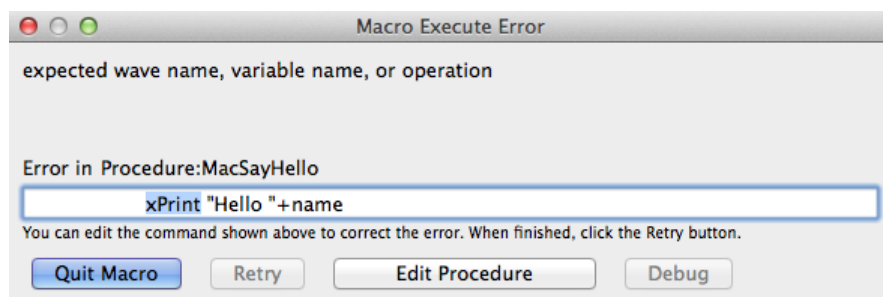 Macro Execute Error
expected wave name, variable name, or operation
Error in Procedure:MacSayHello
xPrint "Hello "+name
You can edit the command shown above to correct the error. When finished, click the Retry button.
Quit Macro Retry Edit Procedure Debug